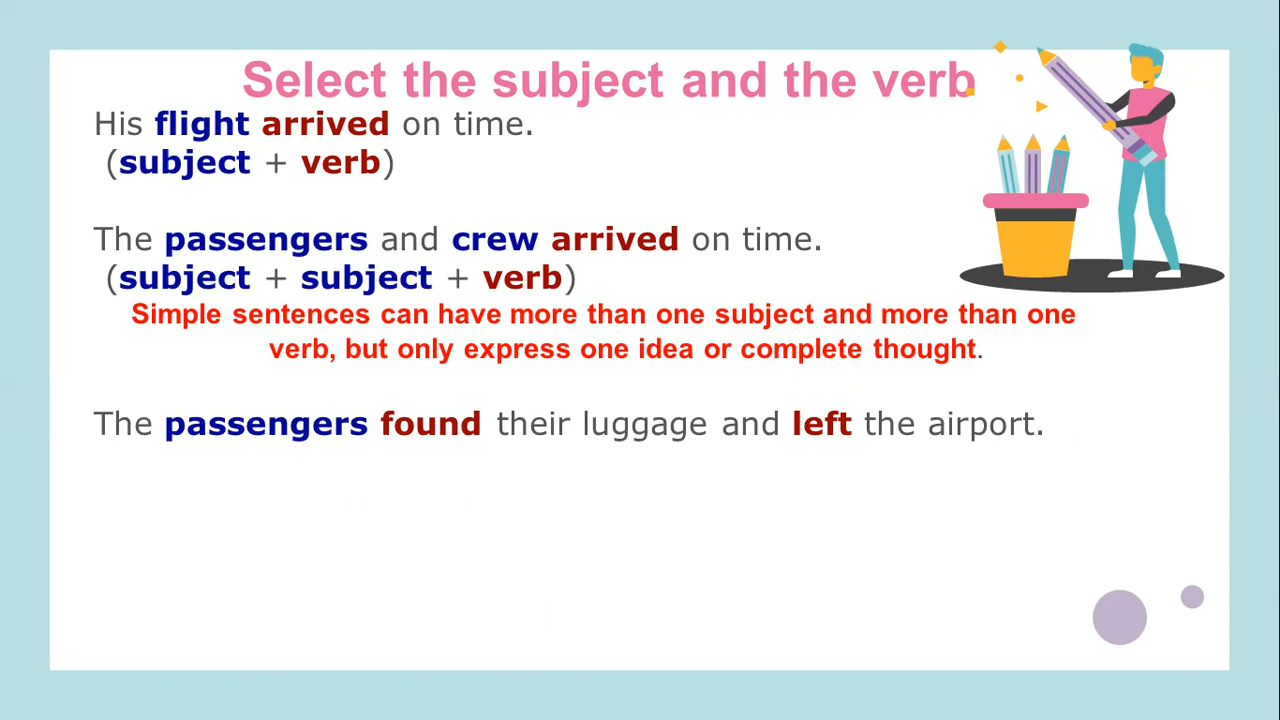 Select the subject and the verb
His flight arrived on time.
(subject + verb)
The passengers and crew arrived on time.
(subject + subject + verb)
Simple sentences can have more than one subject and more than one
verb, but only express one idea or complete thought.
The passengers found their luggage and left the airport.